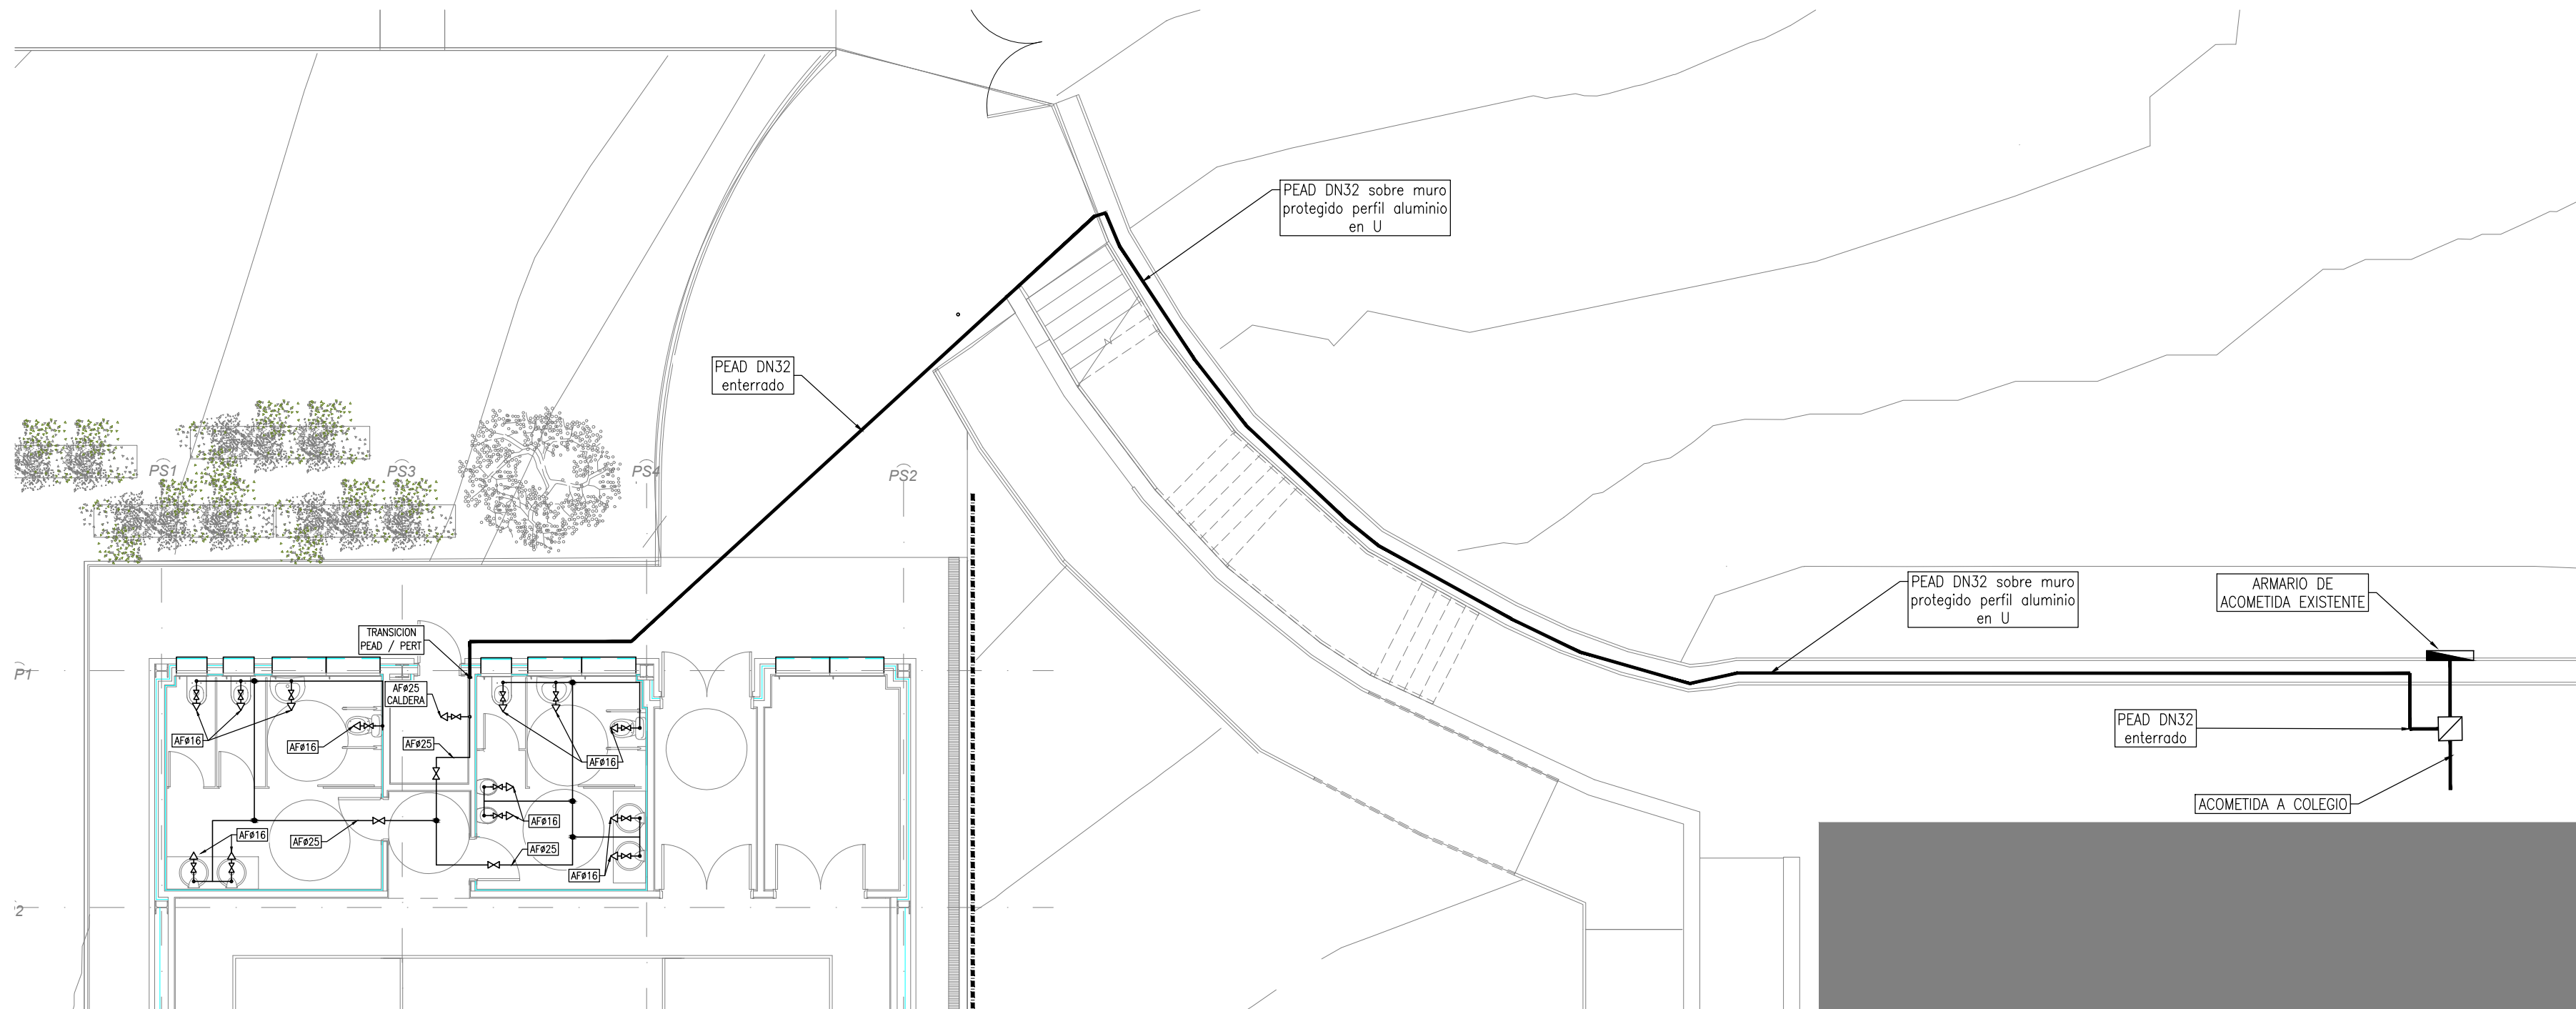 PEAD DN32 sobre muro
protegido perfil aluminio
en U
PEAD DN32
enterrado
PS1
PS3
PS4
PS2
PEAD DN32 sobre muro
protegido perfil aluminio
en U
ARMARIO DE
ACOMETIDA EXISTENTE
TRANSICION
PEAD / PERT
P1
AFø25
CALDERA
AFø16
AFø16
AFø25
AFø16
PEAD DN32
enterrado
ACOMETIDA A COLEGIO
AFø16
AFø25
AFø16
AFø25
AFø16
2